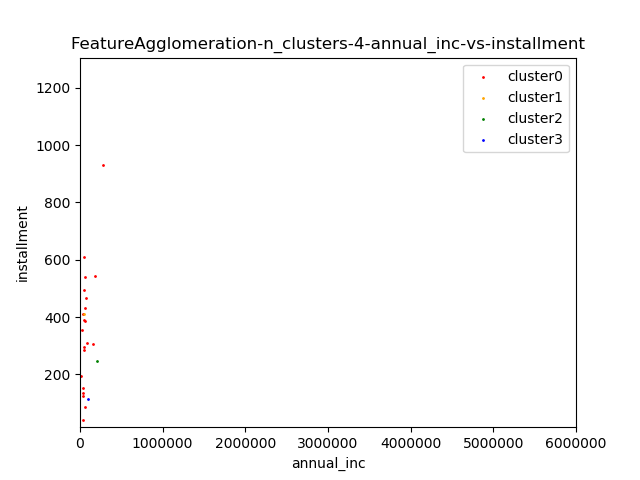 FeatureAgglomeration-n_clusters-4-annual_inc-vs-installment
cluster0
cluster1
cluster2
cluster3
1200
1000
800
600
400
200
installment
0 1000000 2000000 3000000 4000000 5000000 6000000
annual_inc